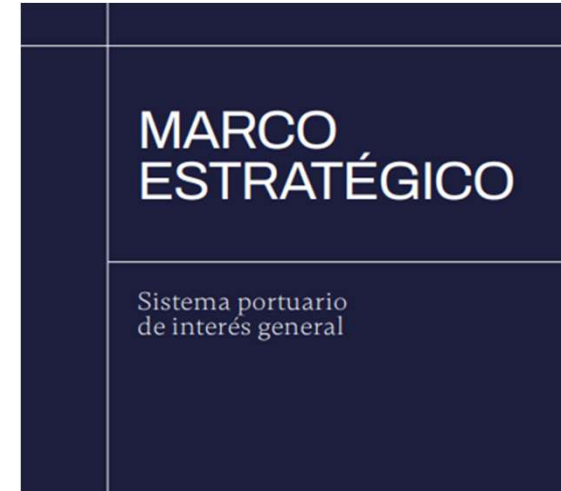 MARCO
ESTRATÉGICO
Sistema portuario
de interés general